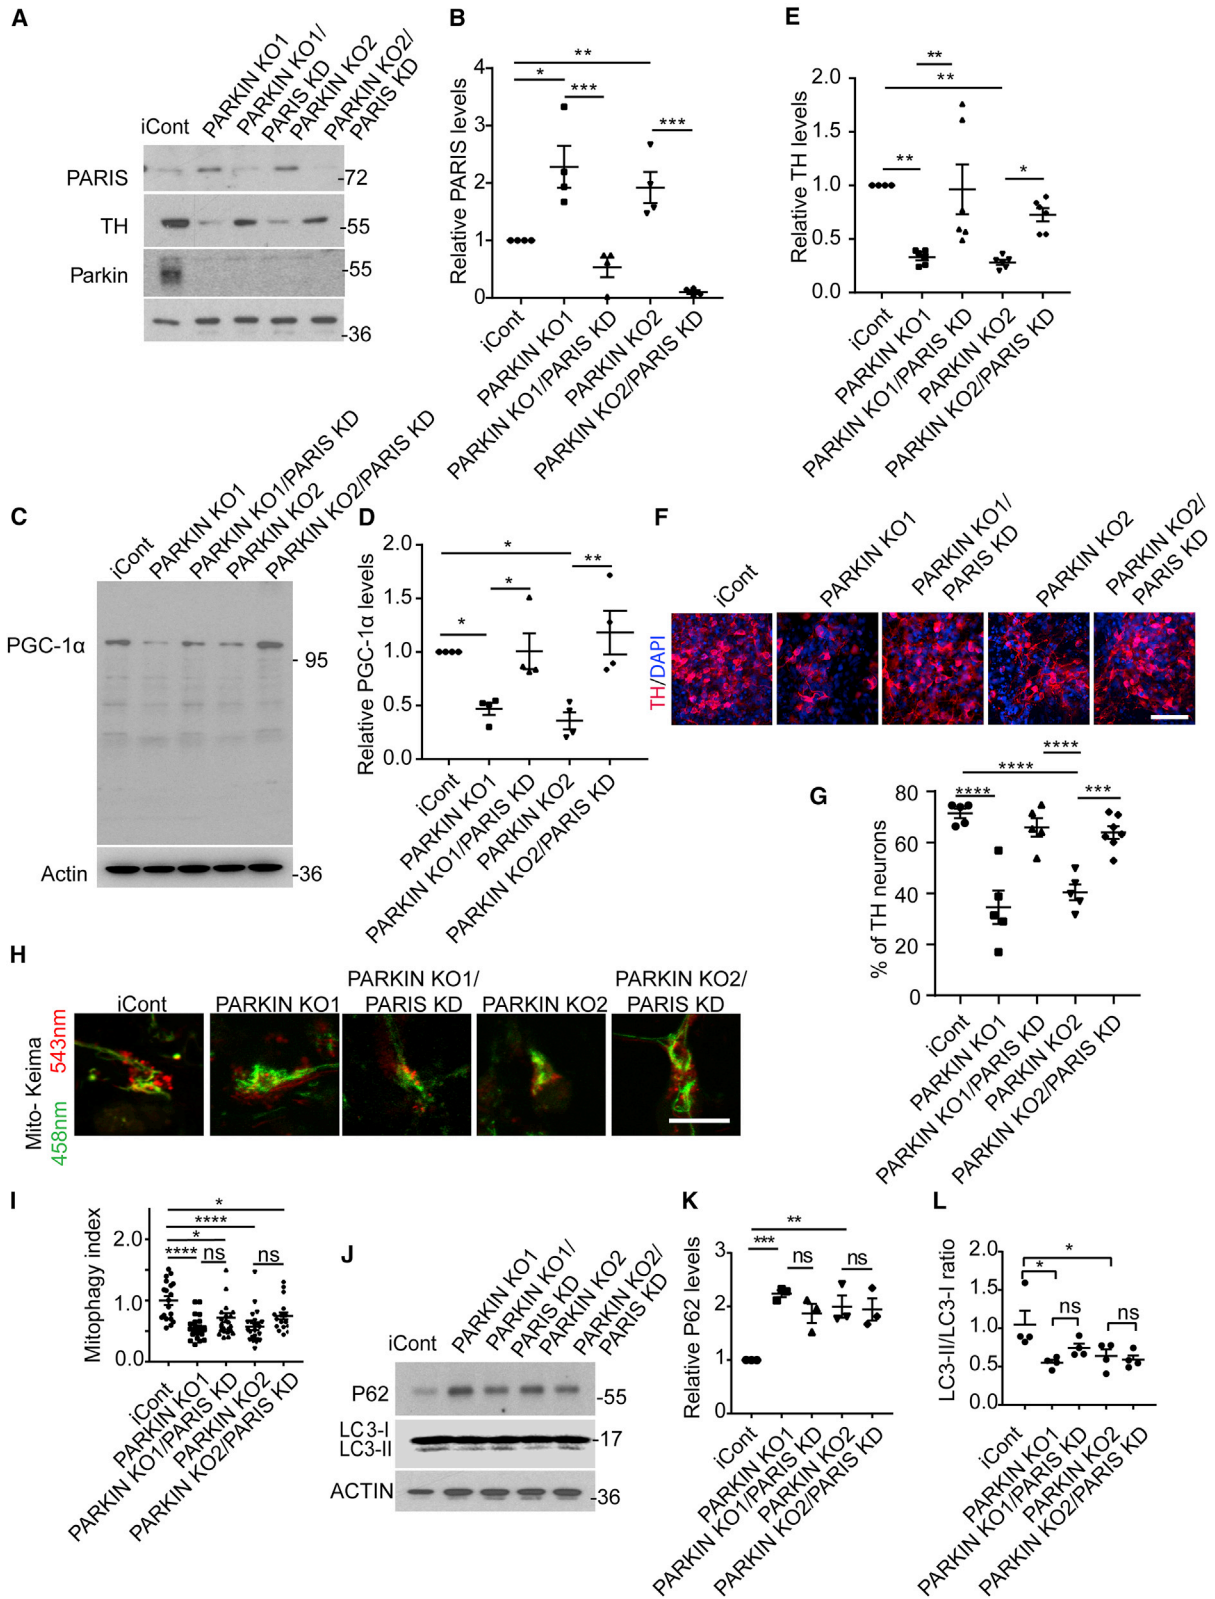 A
iCont
PARKIN KO1
PARKIN KO1/
PARIS KD
PARKIN KO2
PARKIN KO2/
PARIS KD
PARIS
-72
TH
-55
Parkin
-55
-36
B
Relative PARIS levels
4
3
2
1
0
**
*
***
***
iCont
PARKIN KO1
PARKIN KO1/PARIS KD
PARKIN KO2
PARKIN KO2/PARIS KD
E
Relative TH levels
2.0
1.5
1.0
0.5
0.0
**
**
**
*
iCont
PARKIN KO1
PARKIN KO1/PARIS KD
PARKIN KO2
PARKIN KO2/PARIS KD
C
iCont
PARKIN KO1
PARKIN KO1/PARIS KD
PARKIN KO2
PARKIN KO2/PARIS KD
PGC-1α
- 95
Actin
-36
D
Relative PGC-1α levels
2.0
1.5
1.0
0.5
0.0
*
**
*
*
iCont
PARKIN KO1
PARKIN KO1/PARIS KD
PARKIN KO2
PARKIN KO2/PARIS KD
F
iCont
PARKIN KO1
PARKIN KO1/
PARIS KD
PARKIN KO2
PARKIN KO2/
PARIS KD
TH/DAPI
G
% of TH neurons
80
60
40
20
0
****
****
****
***
iCont
PARKIN KO1
PARKIN KO1/PARIS KD
PARKIN KO2
PARKIN KO2/PARIS KD
H
iCont
PARKIN KO1
PARKIN KO1/
PARIS KD
PARKIN KO2
PARKIN KO2/
PARIS KD
Mito- Keima
458nm 543nm
I
Mitophagy index
2.0
1.0
0.0
*
****
*
**** ns
ns
iCont
PARKIN KO1
PARKIN KO1/PARIS KD
PARKIN KO2
PARKIN KO2/PARIS KD
J
iCont
PARKIN KO1
PARKIN KO1/
PARIS KD
PARKIN KO2
PARKIN KO2/
PARIS KD
P62
-55
LC3-I
LC3-II
-17
ACTIN
-36
K
Relative P62 levels
3
2
1
0
**
***
ns
ns
iCont
PARKIN KO1
PARKIN KO1/PARIS KD
PARKIN KO2
PARKIN KO2/PARIS KD
L
LC3-II/LC3-I ratio
2.0
1.5
1.0
0.5
0.0
*
*
ns
ns
iCont
PARKIN KO1
PARKIN KO1/PARIS KD
PARKIN KO2
PARKIN KO2/PARIS KD